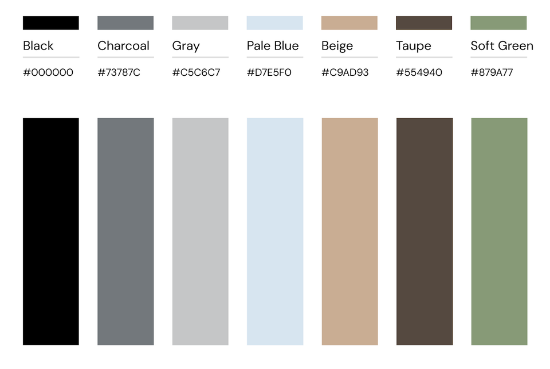 Black
Charcoal
Gray
Pale Blue
Beige
Taupe
Soft Green
#000000
#73787C
#C5C6C7
#D7E5F0
#C9AD93
#554940
#879A77